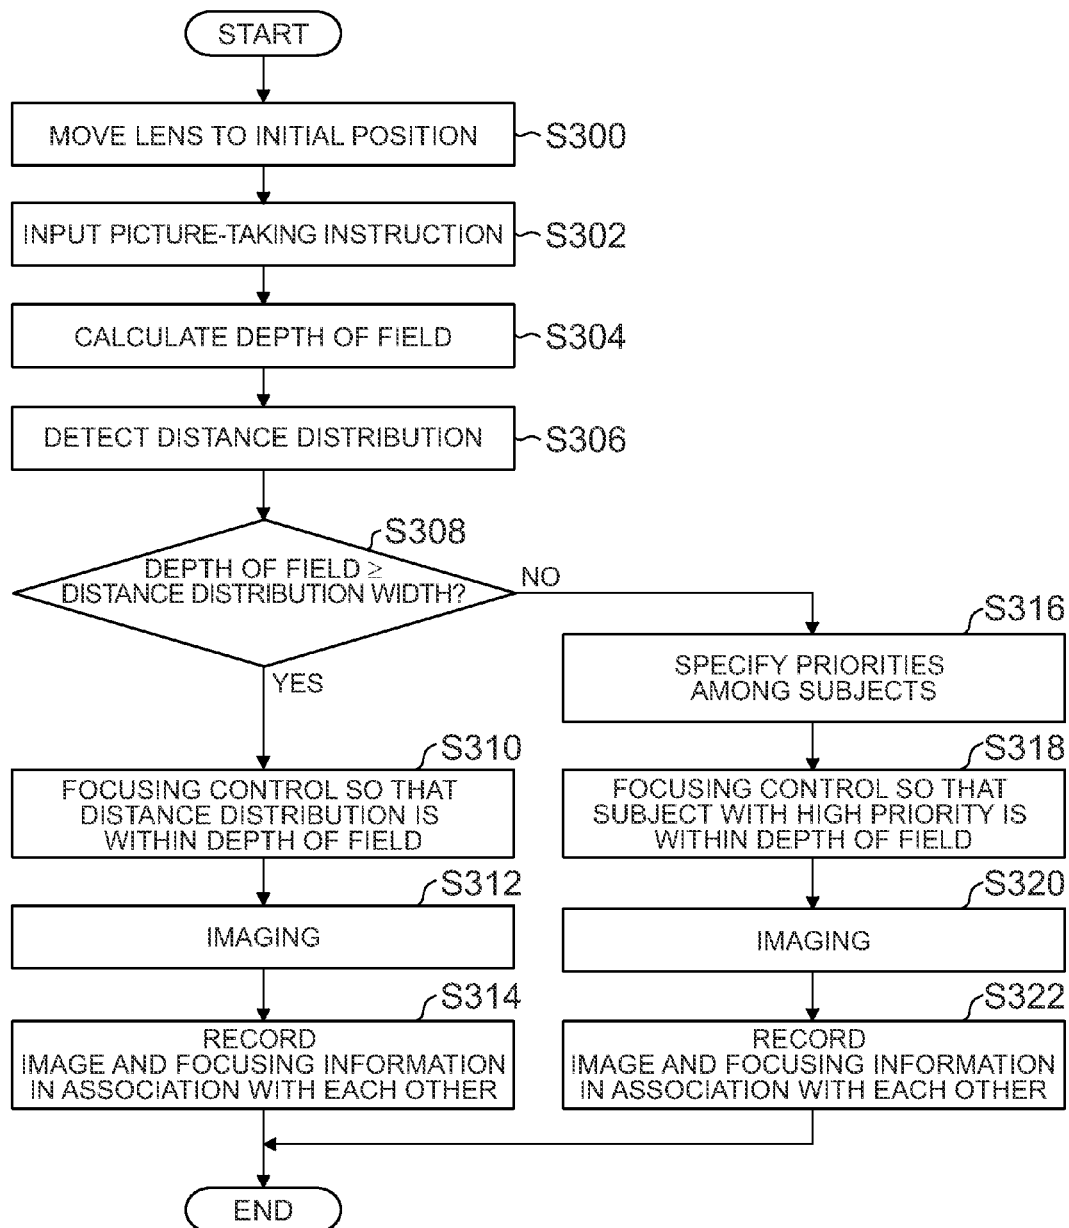 START
MOVE LENS TO INITIAL POSITION
S300
INPUT PICTURE-TAKING INSTRUCTION
S302
CALCULATE DEPTH OF FIELD
S304
DETECT DISTANCE DISTRIBUTION
S306
S308
DEPTH OF FIELD ≥
DISTANCE DISTRIBUTION WIDTH?
NO
YES
S310
FOCUSING CONTROL SO THAT
DISTANCE DISTRIBUTION IS
WITHIN DEPTH OF FIELD
S312
IMAGING
S314
RECORD
IMAGE AND FOCUSING INFORMATION
IN ASSOCIATION WITH EACH OTHER
S316
SPECIFY PRIORITIES
AMONG SUBJECTS
S318
FOCUSING CONTROL SO THAT
SUBJECT WITH HIGH PRIORITY IS
WITHIN DEPTH OF FIELD
S320
IMAGING
S322
RECORD
IMAGE AND FOCUSING INFORMATION
IN ASSOCIATION WITH EACH OTHER
END